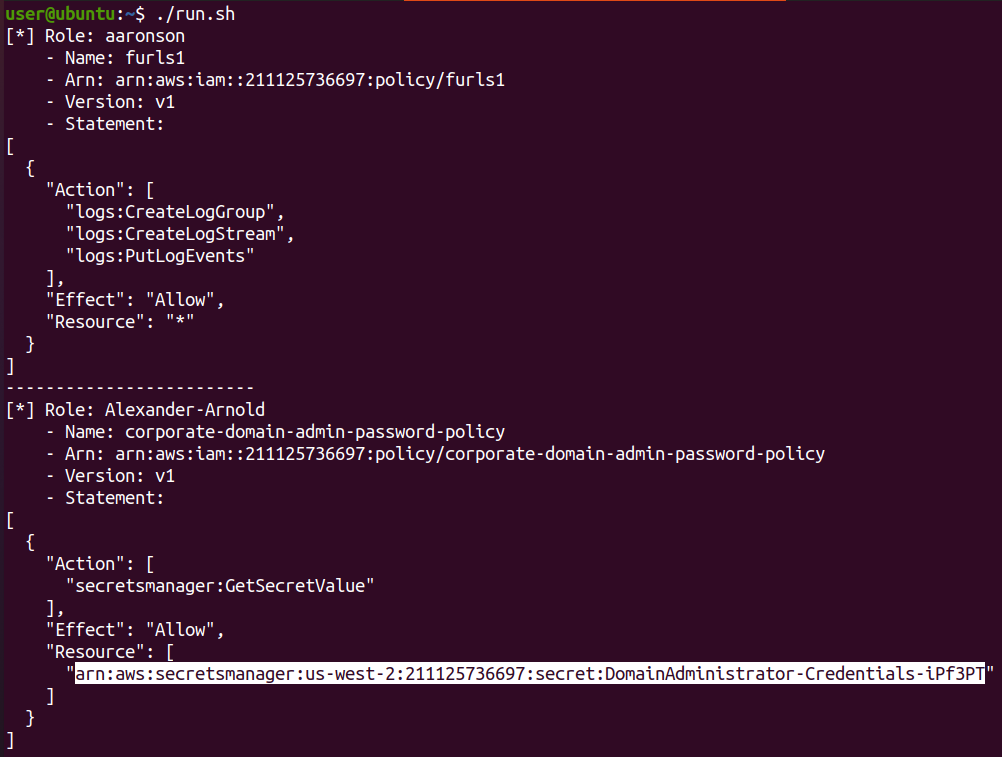 user@ubuntu:~$ ./run.sh
[*] Role: aaronson
    - Name: furls1
    - Arn: arn:aws:iam::211125736697:policy/furls1
    - Version: v1
    - Statement:
[
  {
    "Action": [
      "logs:CreateLogGroup",
      "logs:CreateLogStream",
      "logs:PutLogEvents"
    ],
    "Effect": "Allow",
    "Resource": "*"
  }
]
-------------------------
[*] Role: Alexander-Arnold
    - Name: corporate-domain-admin-password-policy
    - Arn: arn:aws:iam::211125736697:policy/corporate-domain-admin-password-policy
    - Version: v1
    - Statement:
[
  {
    "Action": [
      "secretsmanager:GetSecretValue"
    ],
    "Effect": "Allow",
    "Resource": [
      "arn:aws:secretsmanager:us-west-2:211125736697:secret:DomainAdministrator-Credentials-iPf3PT"
    ]
  }
]